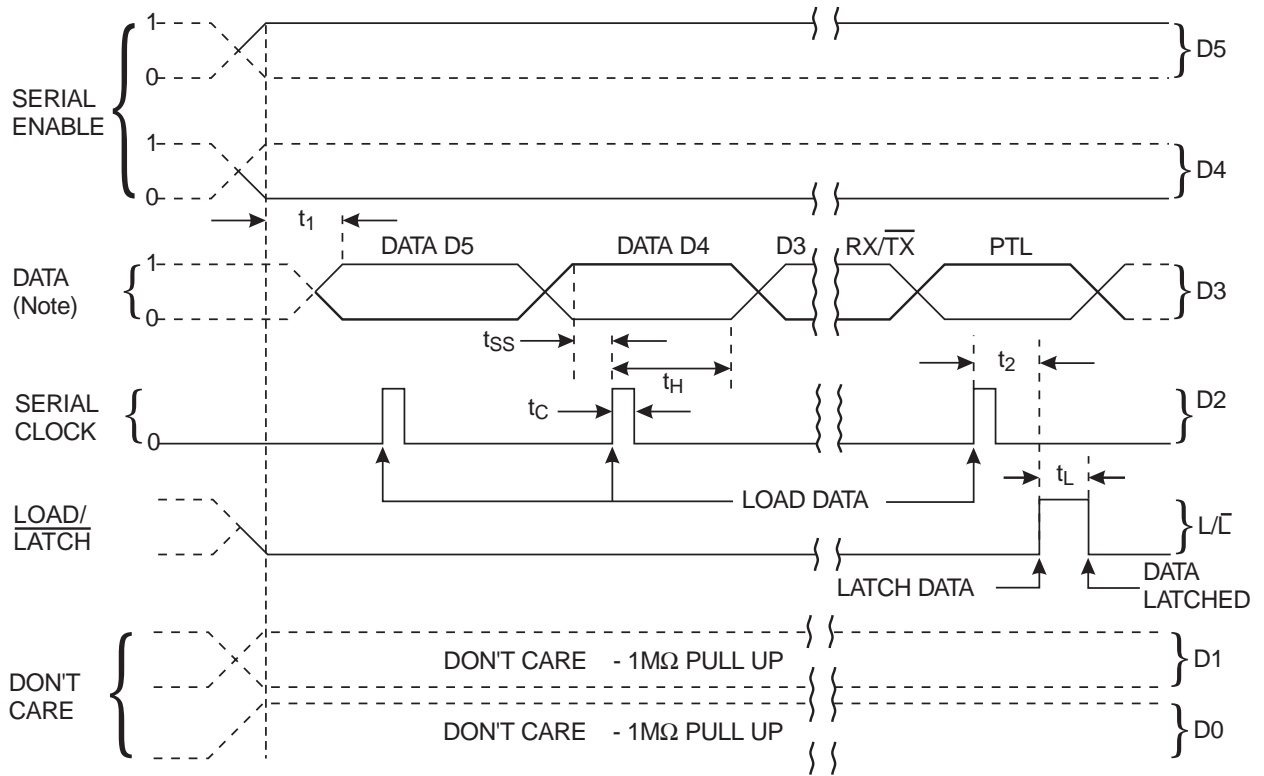 1
D5
0
SERIAL
ENABLE
1
D4
0
t1
DATA D5 DATA D4 D3 RX/T̅X̅ PTL
DATA
(Note)
1
0
D3
tSS
tH
t2
SERIAL
CLOCK
tC
D2
0
LOAD DATA
tL
LOAD/
L̅A̅T̅C̅H̅
L/L̅
LATCH DATA
DATA
LATCHED
DON'T CARE - 1MΩ PULL UP
D1
DON'T
CARE
DON'T CARE - 1MΩ PULL UP
D0